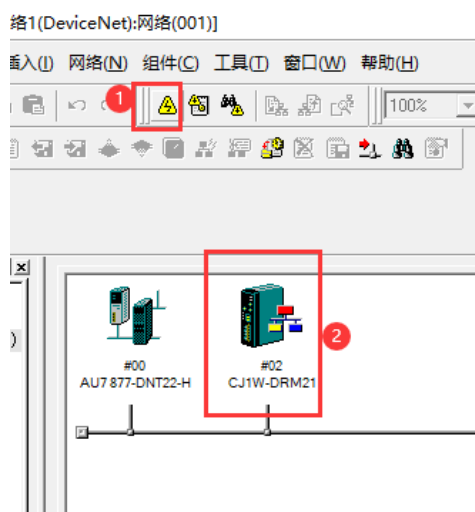 络1(DeviceNet):网络(001)]
插入(I) 网络(N) 组件(C) 工具(T) 窗口(W) 帮助(H)
1
100%
2
#00 #02
AU7 877-DNT22-H CJ1W-DRM21